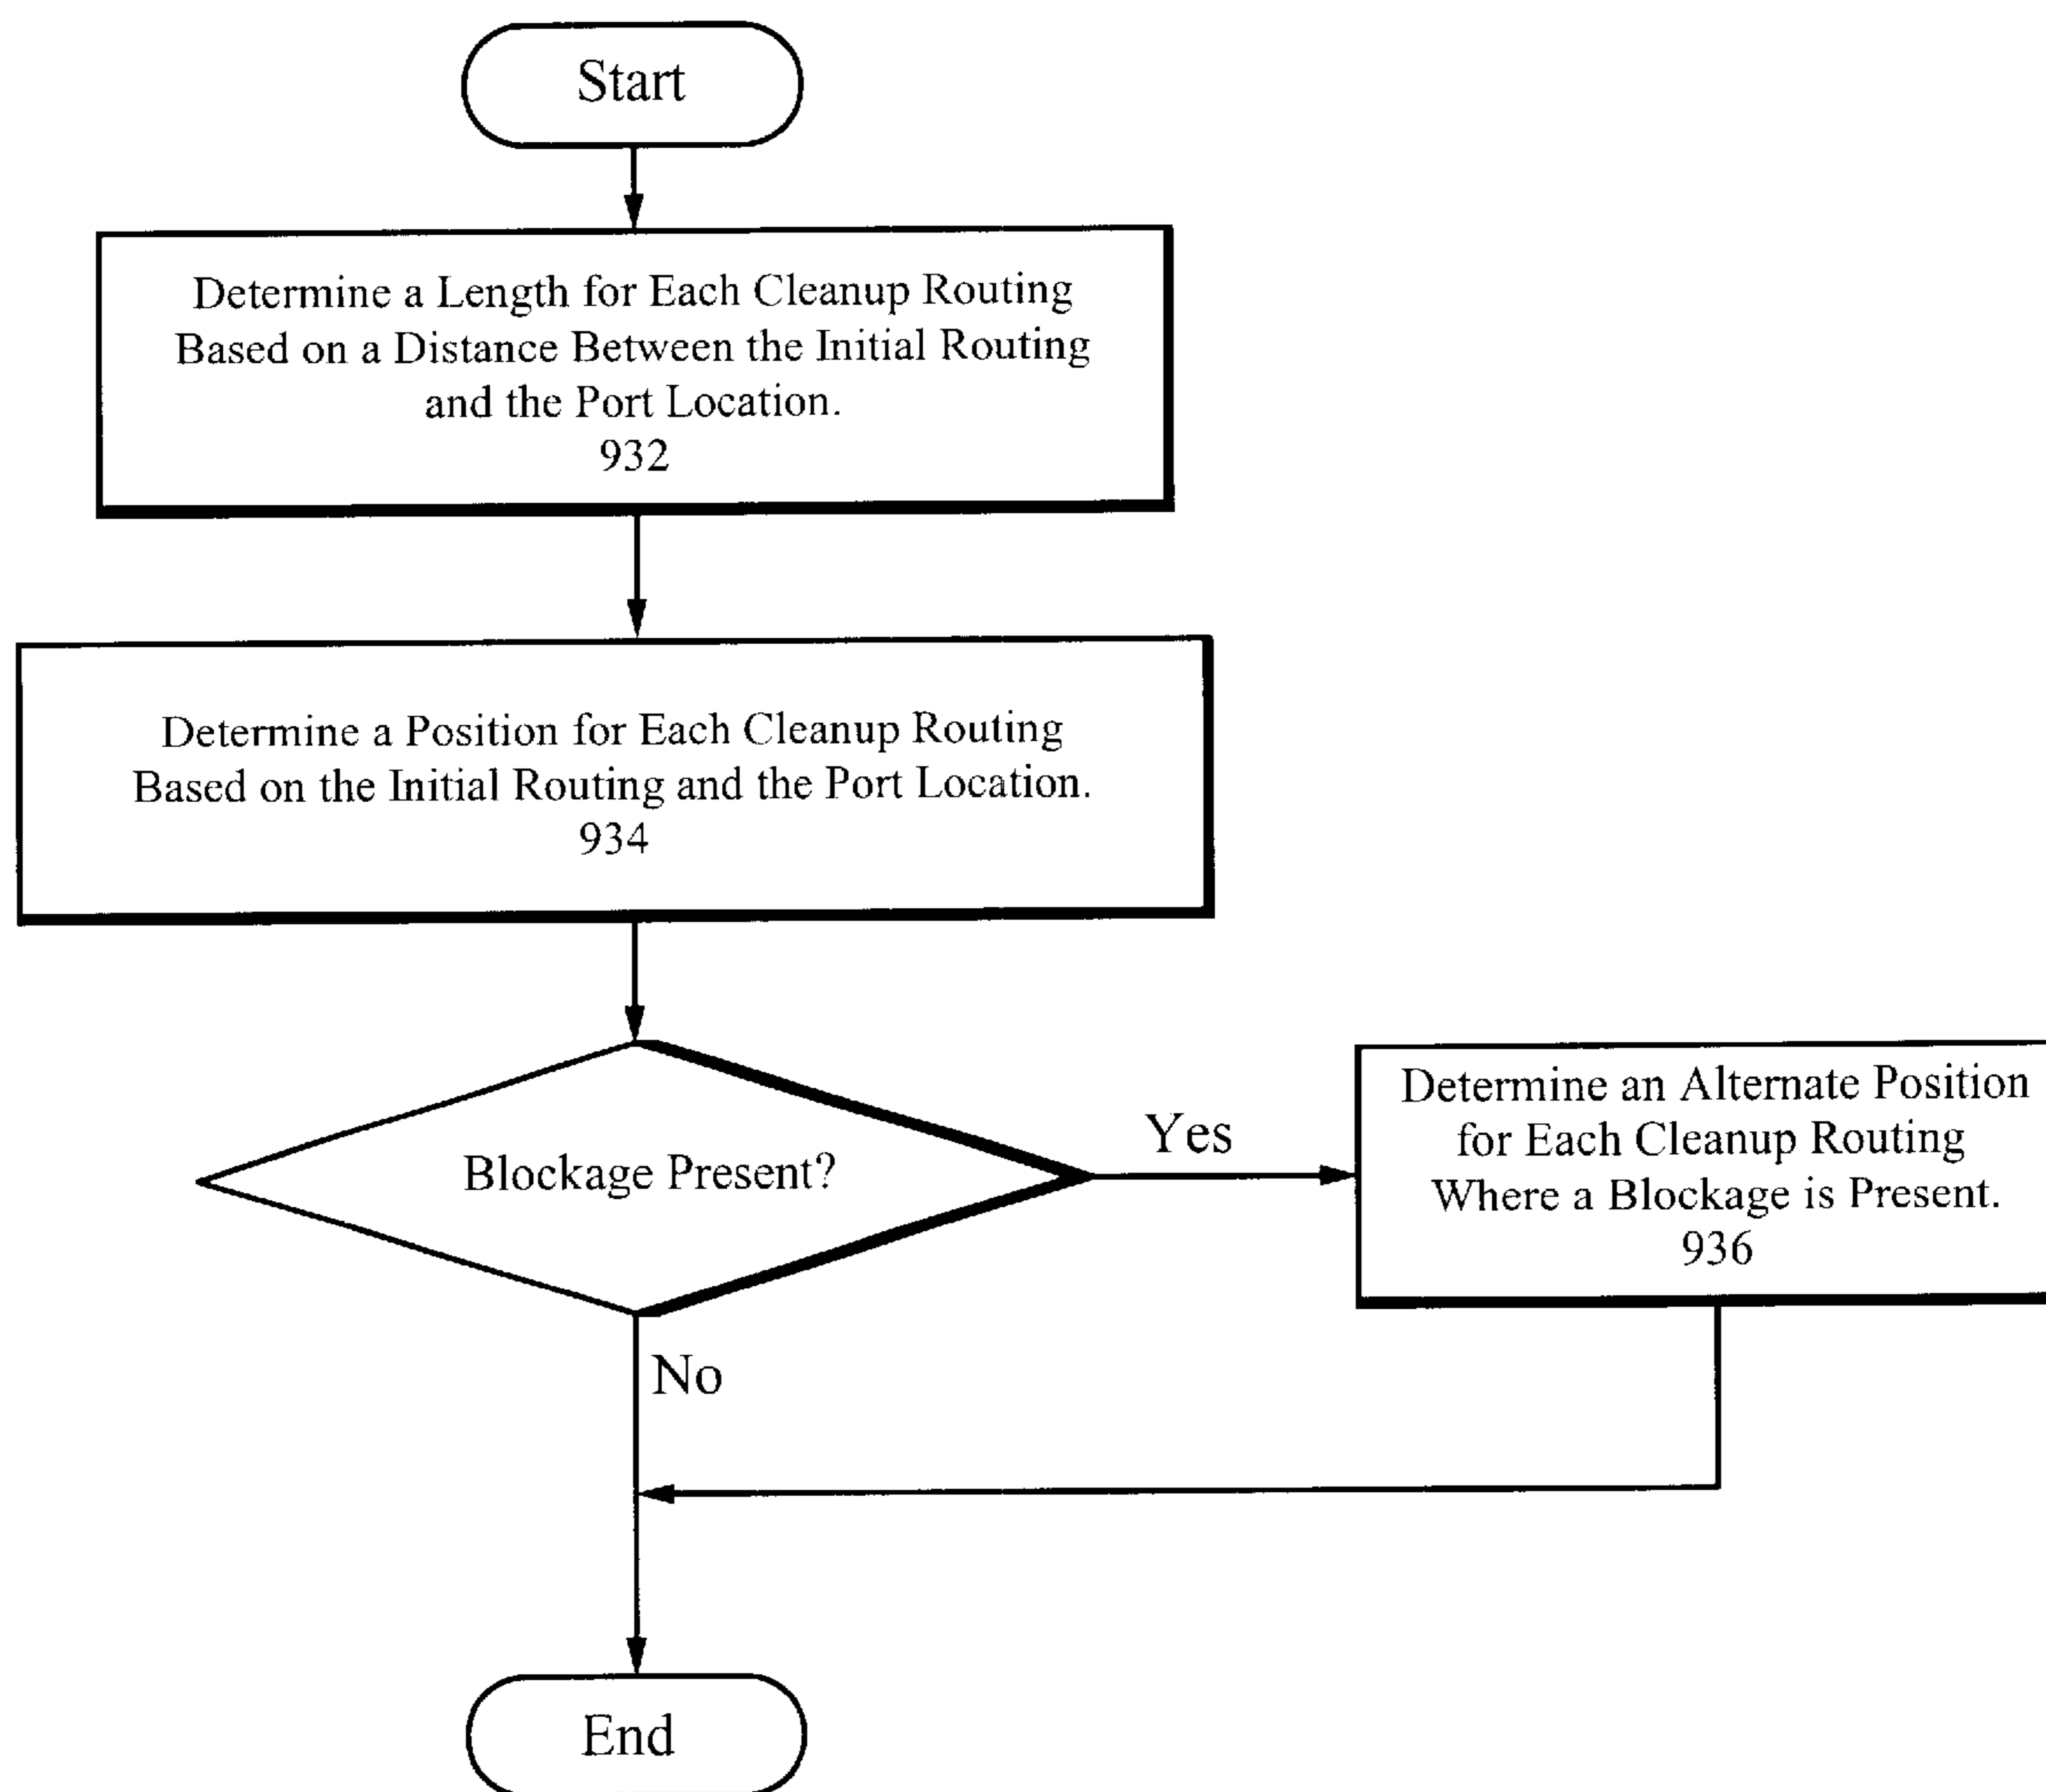 Start
Determine a Length for Each Cleanup Routing
Based on a Distance Between the Initial Routing
and the Port Location.
932
Determine a Position for Each Cleanup Routing
Based on the Initial Routing and the Port Location.
934
Blockage Present?
Yes
Determine an Alternate Position
for Each Cleanup Routing
Where a Blockage is Present.
936
No
End